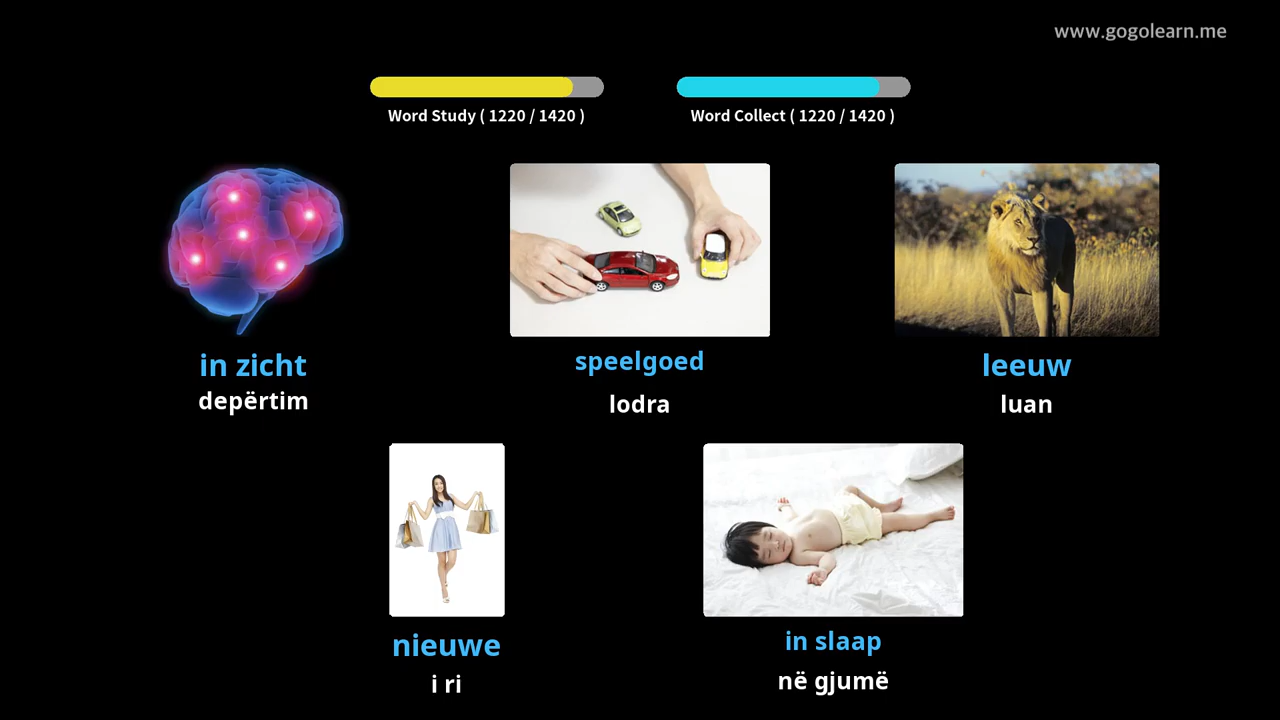 www.gogolearn.me
Word Study ( 1220 / 1420 )
Word Collect ( 1220 / 1420 )
in zicht
depërtim
speelgoed
lodra
leeuw
luan
nieuwe
i ri
in slaap
në gjumë